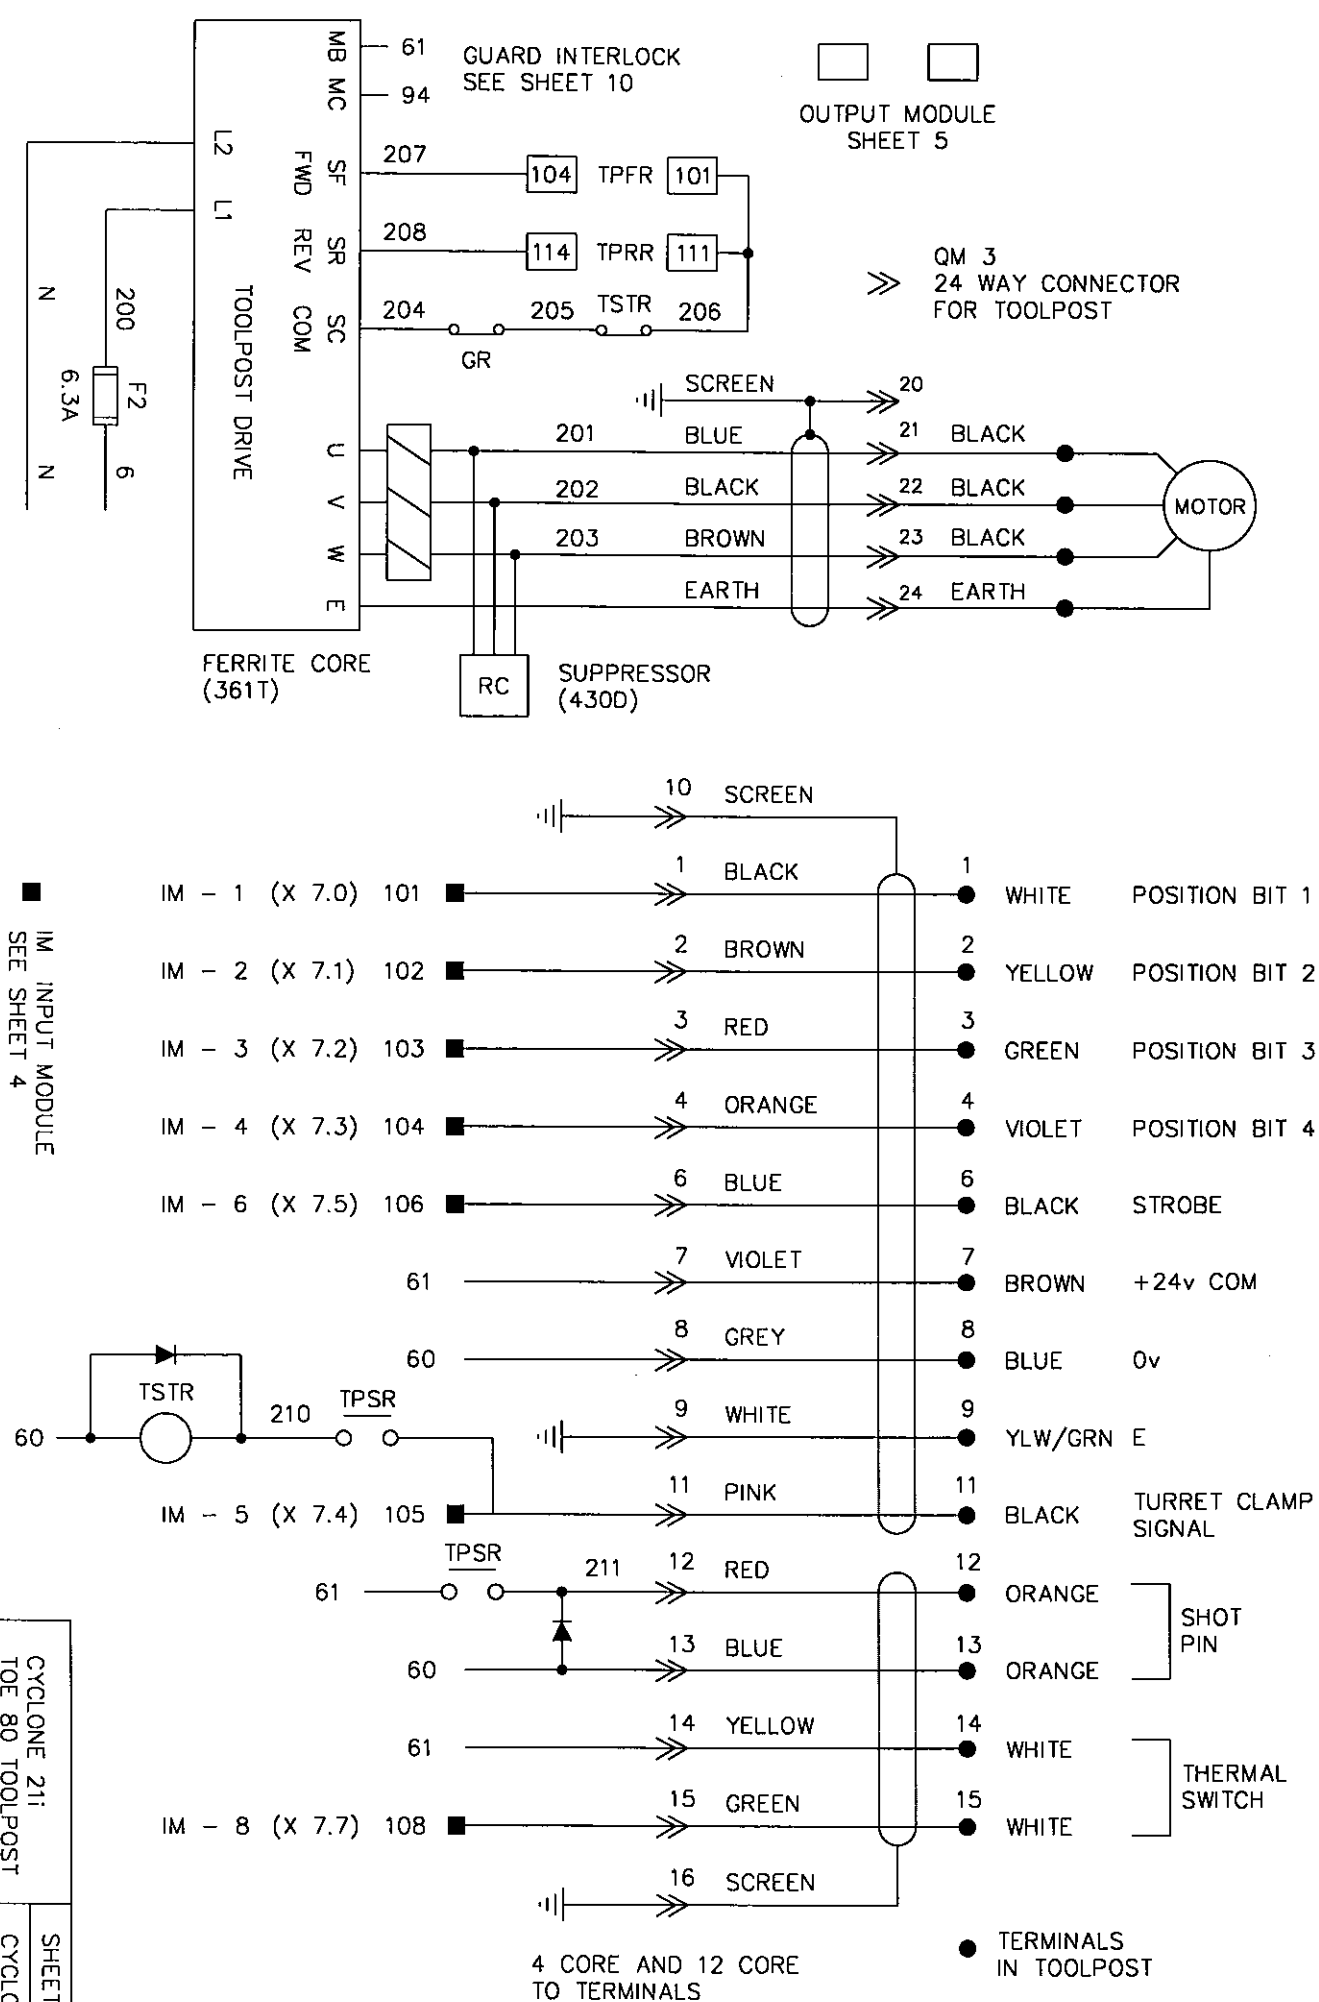 MB
61
MC
94
GUARD INTERLOCK
SEE SHEET 10
OUTPUT MODULE
SHEET 5
L2
L1
FWD
SF
207
104
TPFR
101
REV
SR
208
114
TPRR
111
COM
SC
204
GR
205
TSTR
206
QM 3
24 WAY CONNECTOR
FOR TOOLPOST
N
200
F2
6.3A
N
6
TOOLPOST DRIVE
SCREEN
20
U
201
BLUE
21
BLACK
V
202
BLACK
22
BLACK
MOTOR
W
203
BROWN
23
BLACK
E
EARTH
24
EARTH
FERRITE CORE
(361T)
RC
SUPPRESSOR
(430D)
10
SCREEN
IM - 1 (X 7.0) 101
1
BLACK
1
WHITE
POSITION BIT 1
IM - 2 (X 7.1) 102
2
BROWN
2
YELLOW
POSITION BIT 2
IM - 3 (X 7.2) 103
3
RED
3
GREEN
POSITION BIT 3
IM - 4 (X 7.3) 104
4
ORANGE
4
VIOLET
POSITION BIT 4
IM INPUT MODULE
SEE SHEET 4
IM - 6 (X 7.5) 106
6
BLUE
6
BLACK
STROBE
61
7
VIOLET
7
BROWN
+24v COM
60
8
GREY
8
BLUE
0v
60
TSTR
210
TPSR
9
WHITE
9
YLW/GRN
E
IM - 5 (X 7.4) 105
11
PINK
11
BLACK
TURRET CLAMP
SIGNAL
61
TPSR
211
12
RED
12
ORANGE
60
13
BLUE
13
ORANGE
SHOT
PIN
61
14
YELLOW
14
WHITE
IM - 8 (X 7.7) 108
15
GREEN
15
WHITE
THERMAL
SWITCH
16
SCREEN
4 CORE AND 12 CORE
TO TERMINALS
TERMINALS
IN TOOLPOST
CYCLONE 21i
TOE 80 TOOLPOST
SHEET
CYCLO